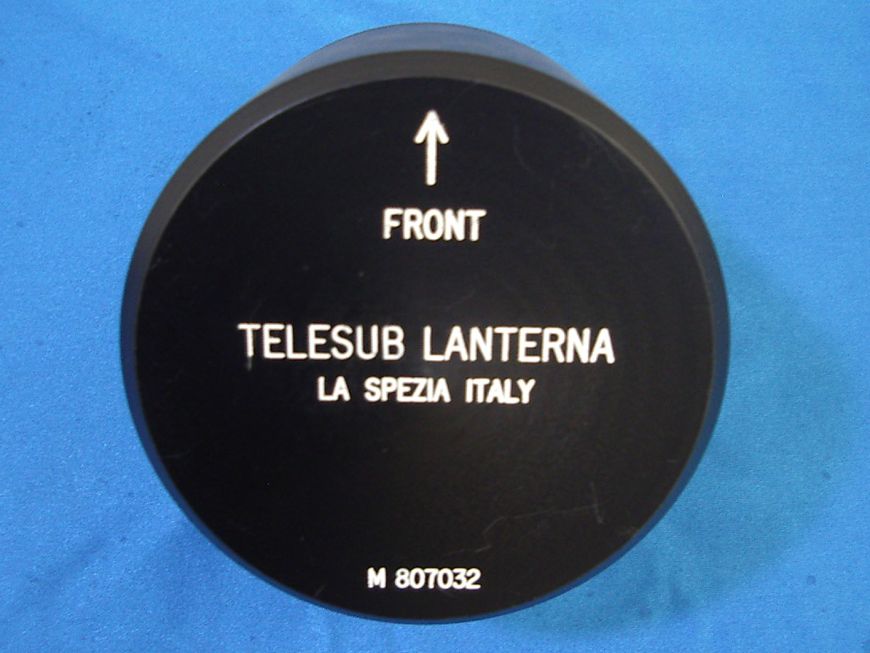 FRONT
TELESUB LANTERNA
LA SPEZIA ITALY
M 807032